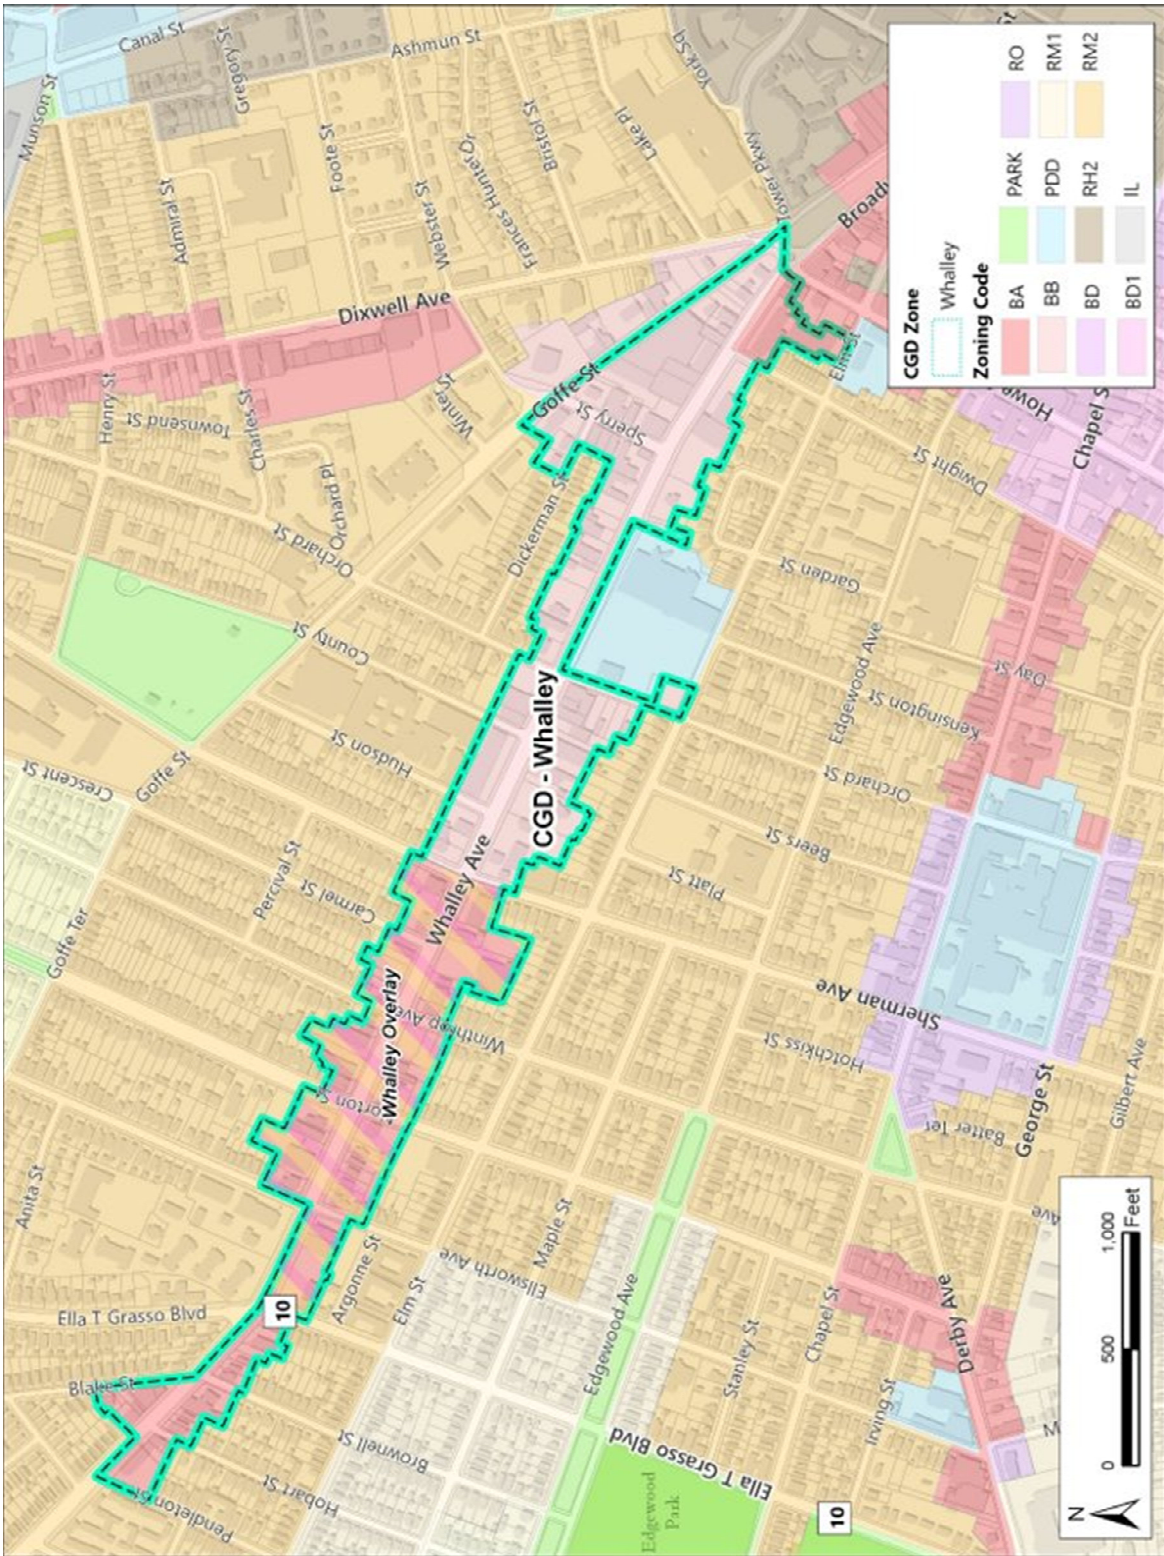 Canal St
Gregory St
Ashmun St
York Sq
Munson St
Admiral St
Foote St
Webster St
Frances Hunter Dr
Bristol St
Lake Pl
Tower Pkwy
Broad
Dixwell Ave
Henry St
Townsend St
Charles St
Winter St
Goffe St
Sperry St
Elm St
Orchard Pl
Orchard St
Dickerman St
Dwight St
Howe
Chapel S
County St
Garden St
Edgewood Ave
Day St
Kensington St
Hudson St
CGD - Whalley
Orchard St
Crescent St
Goffe St
Percival St
Carmel St
Whalley Ave
Beers St
Platt St
Goffe Ter
Whalley Overlay
Winthrop Ave
Norton St
Sherman Ave
Hotchkiss St
George St
Gilbert Ave
Batter Ter
Ave
Anita St
Maple St
Ellsworth Ave
Argonne St
Elm St
Ella T Grasso Blvd
10
Edgewood Ave
Stanley St
Chapel St
Derby Ave
Irving St
Blake St
Brownell St
Hobart St
Pendleton St
Ella T Grasso Blvd
Edgewood
Park
10
M
St
CGD Zone
Whalley
Zoning Code
BA
PARK
RO
BB
PDD
RM1
BD
RH2
RM2
BD1
IL
N
0
500
1,000
Feet